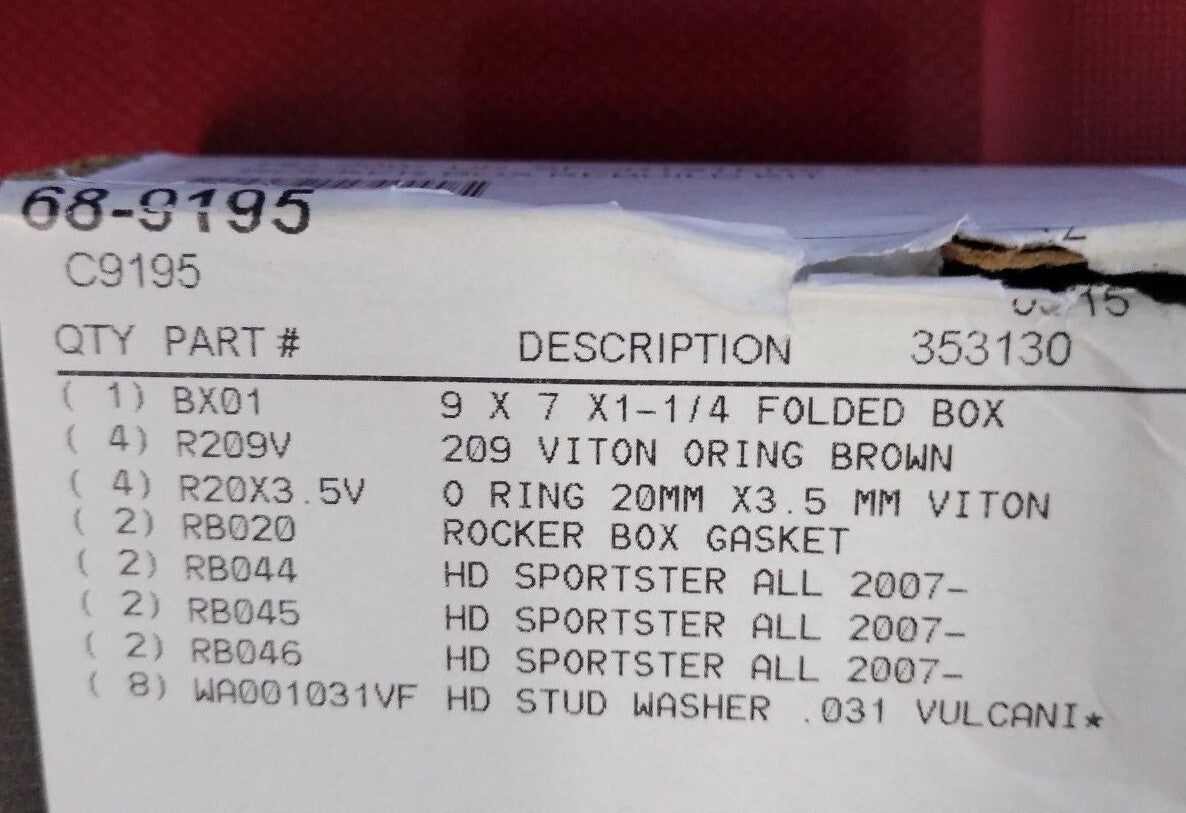 68-9195
C9195
15
QTY PART # DESCRIPTION 353130
( 1) BX01 9 X 7 X1-1/4 FOLDED BOX
( 4) R209V 209 VITON ORING BROWN
( 4) R20X3.5V O RING 20MM X3.5 MM VITON
( 2) RB020 ROCKER BOX GASKET
( 2) RB044 HD SPORTSTER ALL 2007-
( 2) RB045 HD SPORTSTER ALL 2007-
( 2) RB046 HD SPORTSTER ALL 2007-
( 8) WA001031VF HD STUD WASHER .031 VULCANI*